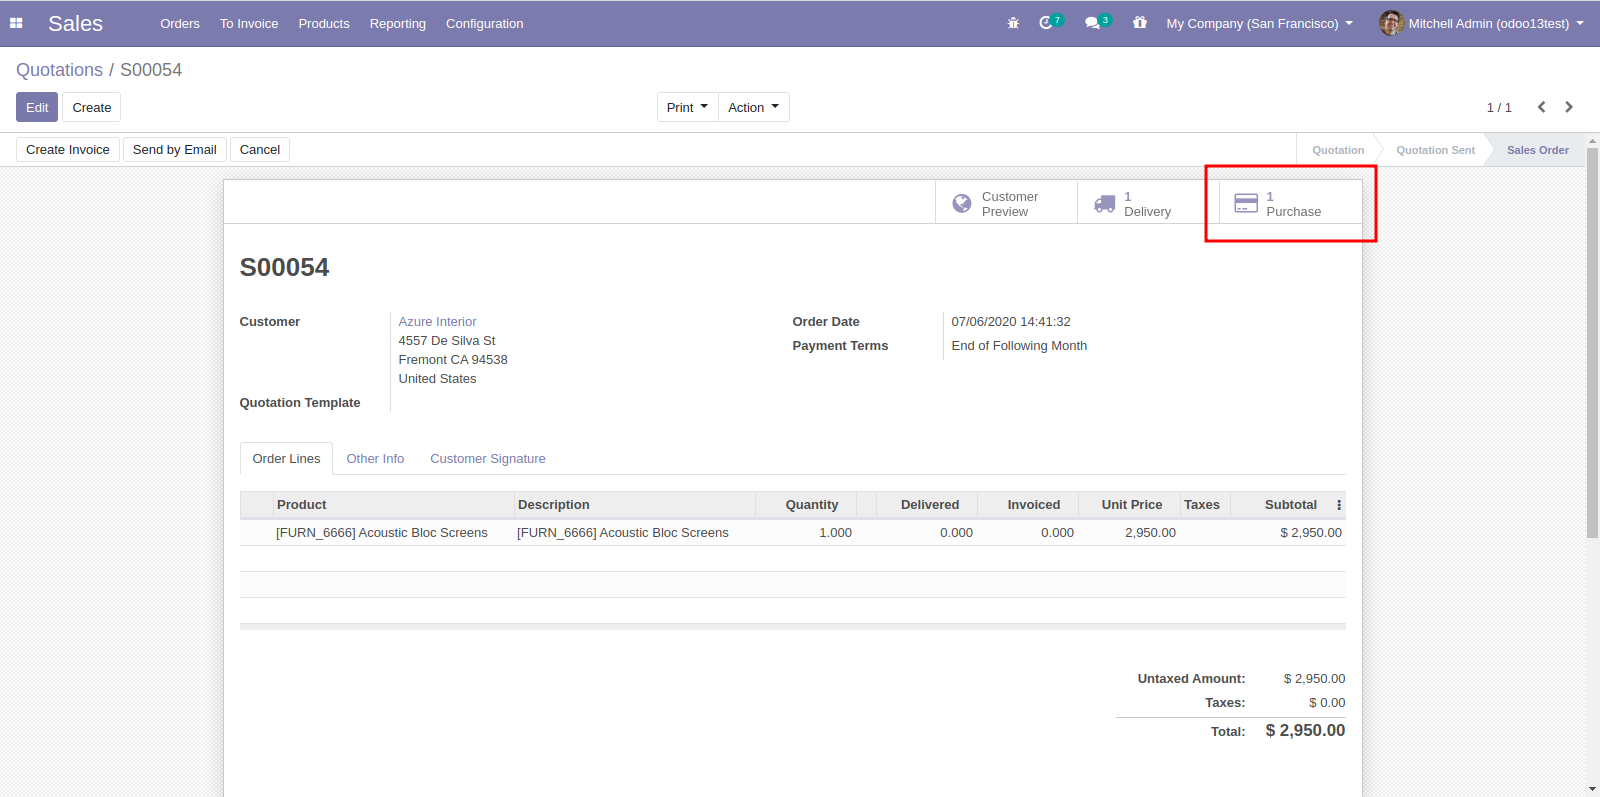 Sales Orders To Invoice Products Reporting Configuration 7 3 My Company (San Francisco) Mitchell Admin (odoo13test)
Quotations / S00054
Edit Create Print Action 1 / 1
Create Invoice Send by Email Cancel Quotation Quotation Sent Sales Order
Customer Preview 1 Delivery 1 Purchase
S00054
Customer Azure Interior Order Date 07/06/2020 14:41:32
4557 De Silva St
Payment Terms End of Following Month
Fremont CA 94538
United States
Quotation Template
Order Lines Other Info Customer Signature
Product Description Quantity Delivered Invoiced Unit Price Taxes Subtotal
[FURN_6666] Acoustic Bloc Screens [FURN_6666] Acoustic Bloc Screens 1.000 0.000 0.000 2,950.00 $ 2,950.00
Untaxed Amount: $ 2,950.00
Taxes: $ 0.00
Total: $ 2,950.00